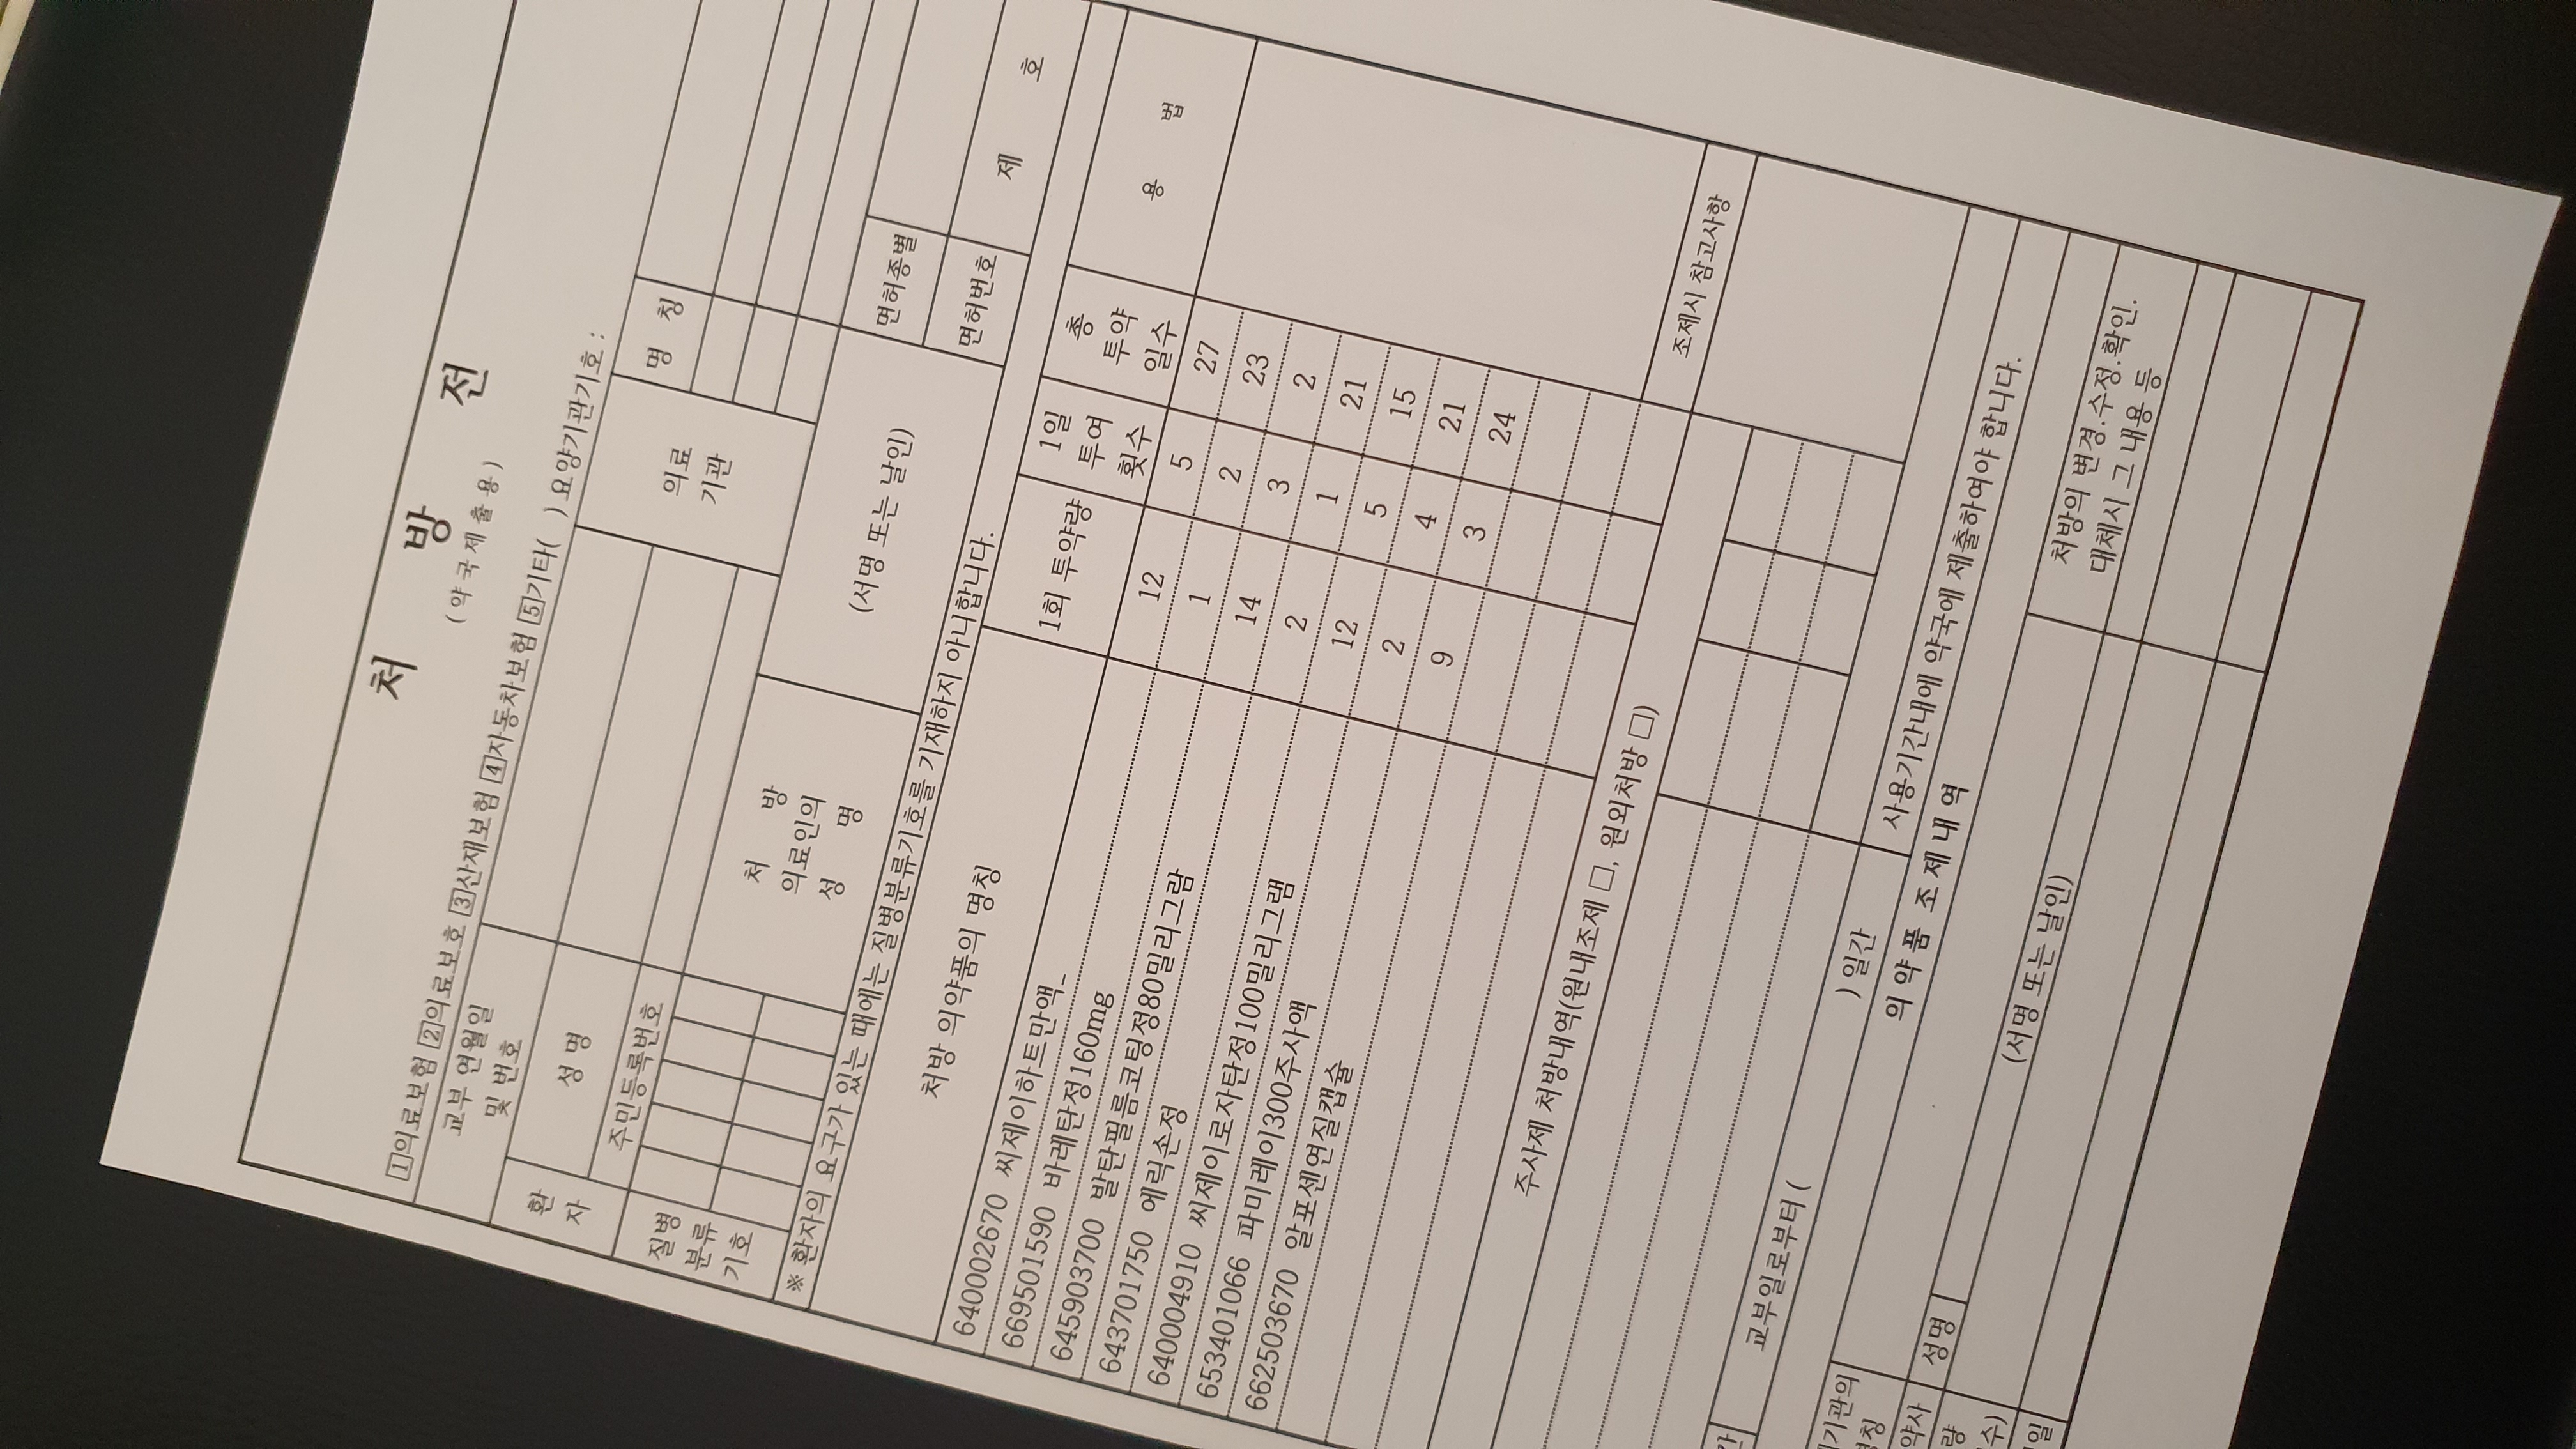 처 방 전
(약국제출용)
1의료보험 2의료보호 3산재보험 4자동차보험 5기타( ) 요양기관기호 :
교부 연월일
및 번호
환
자
성 명
주민등록번호
의료
기관
명 칭
질병
분류
기호
처 방
의료인의
성 명
(서명 또는 날인)
면허종별
면허번호
제 호
※ 환자의 요구가 있는 때에는 질병분류기호를 기재하지 아니합니다.
처방 의약품의 명칭
1회 투약량
1일
투여
횟수
총
투약
일수
용 법
640002670 씨제이하트만액_ 12 5 27
669501590 바레탄정160mg 1 2 23
645903700 발탄필름코팅정80밀리그람 14 3 2
643701750 에릭손정 2 1 21
640004910 씨제이로자탄정100밀리그램 12 5 15
653401066 파미레이300주사액 2 4 21
662503670 알포센연질캡슐 9 3 24
주사제 처방내역(원내조제 □, 원외처방 □)
조제시 참고사항
교부일로부터 ( ) 일간
사용기간내에 약국에 제출하여야 합니다.
의 약 품 조 제 내 역
기관의
약사
성명
(서명 또는 날인)
량
수)
일
처방의 변경.수정.확인.
대체시 그 내용 등